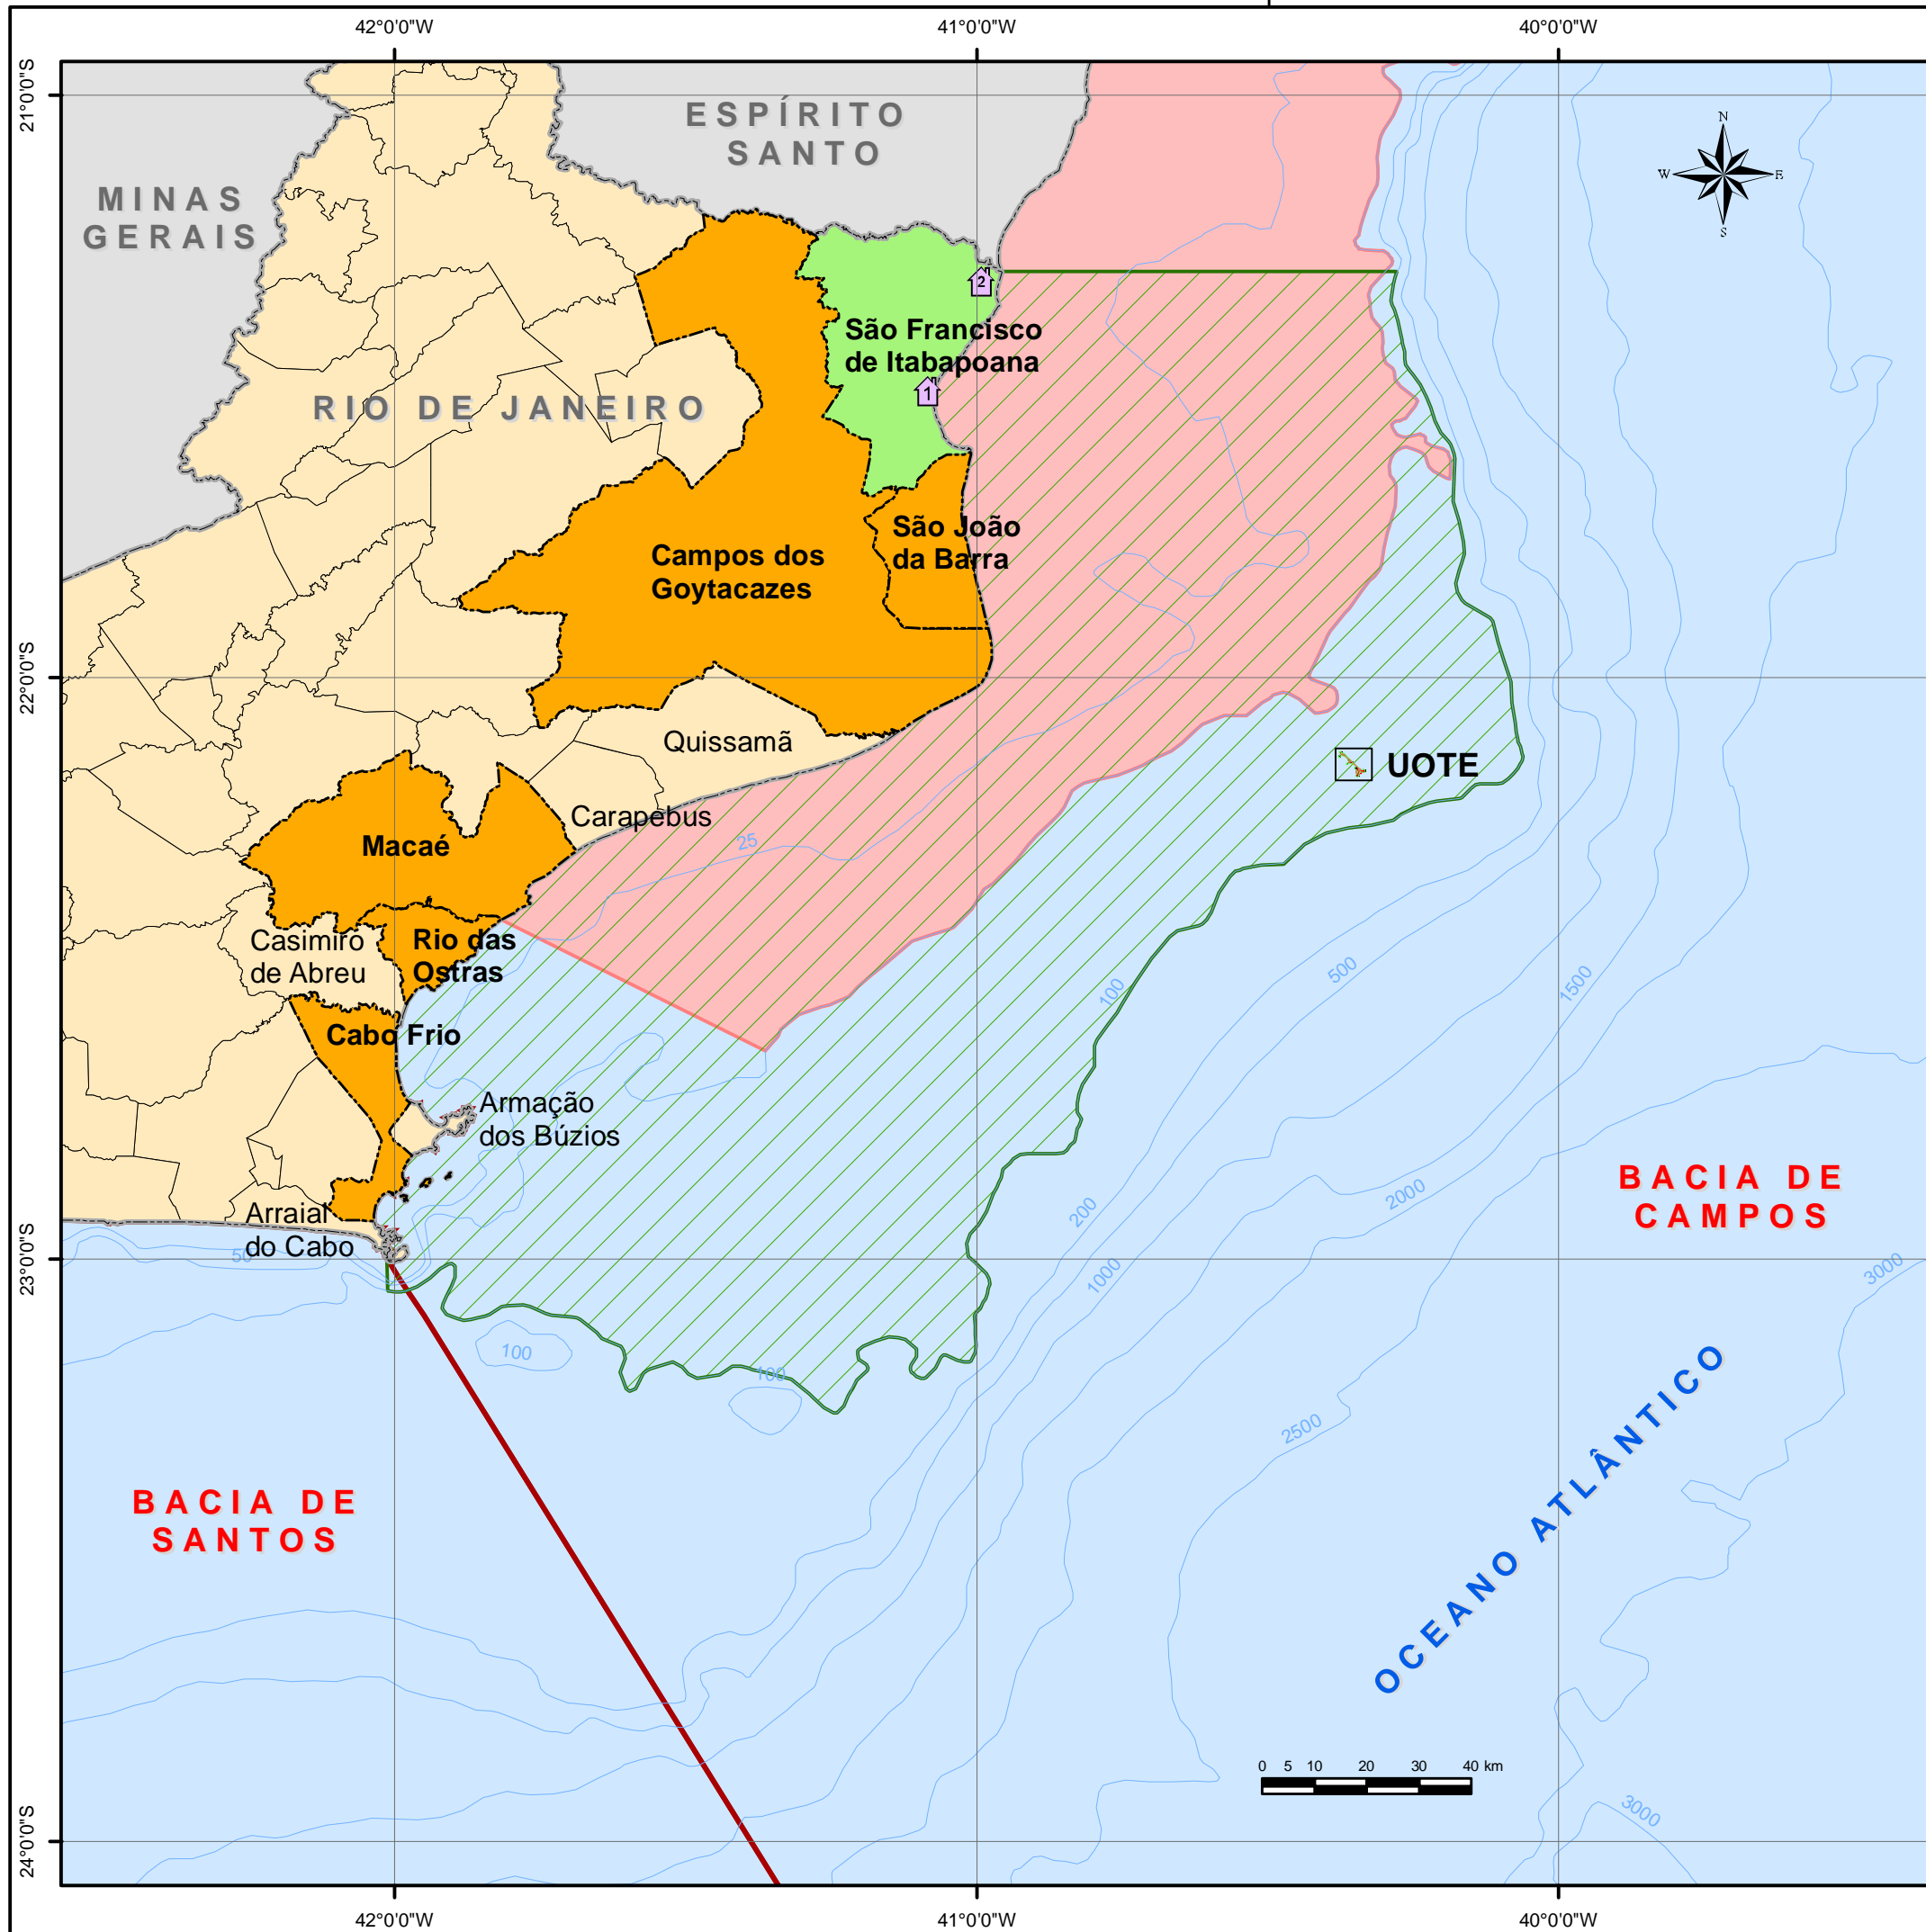 42°0'0"W
41°0'0"W
40°0'0"W
21°0'0"S
ESPÍRITO
SANTO
N
W
E
S
MINAS
GERAIS
2
São Francisco
de Itabapoana
1
RIO DE JANEIRO
São João
da Barra
Campos dos
Goytacazes
22°0'0"S
Quissamã
UOTE
Carapebus
25
Macaé
Casimiro
de Abreu
Rio das
Ostras
100
500
1500
Cabo Frio
Armação
dos Búzios
BACIA DE
CAMPOS
2000
200
1000
3000
Arraial
do Cabo
50
23°0'0"S
100
100
2500
OCEANO ATLÂNTICO
BACIA DE
SANTOS
0 5 10 20 30 40 km
3000
24°0'0"S
42°0'0"W
41°0'0"W
40°0'0"W